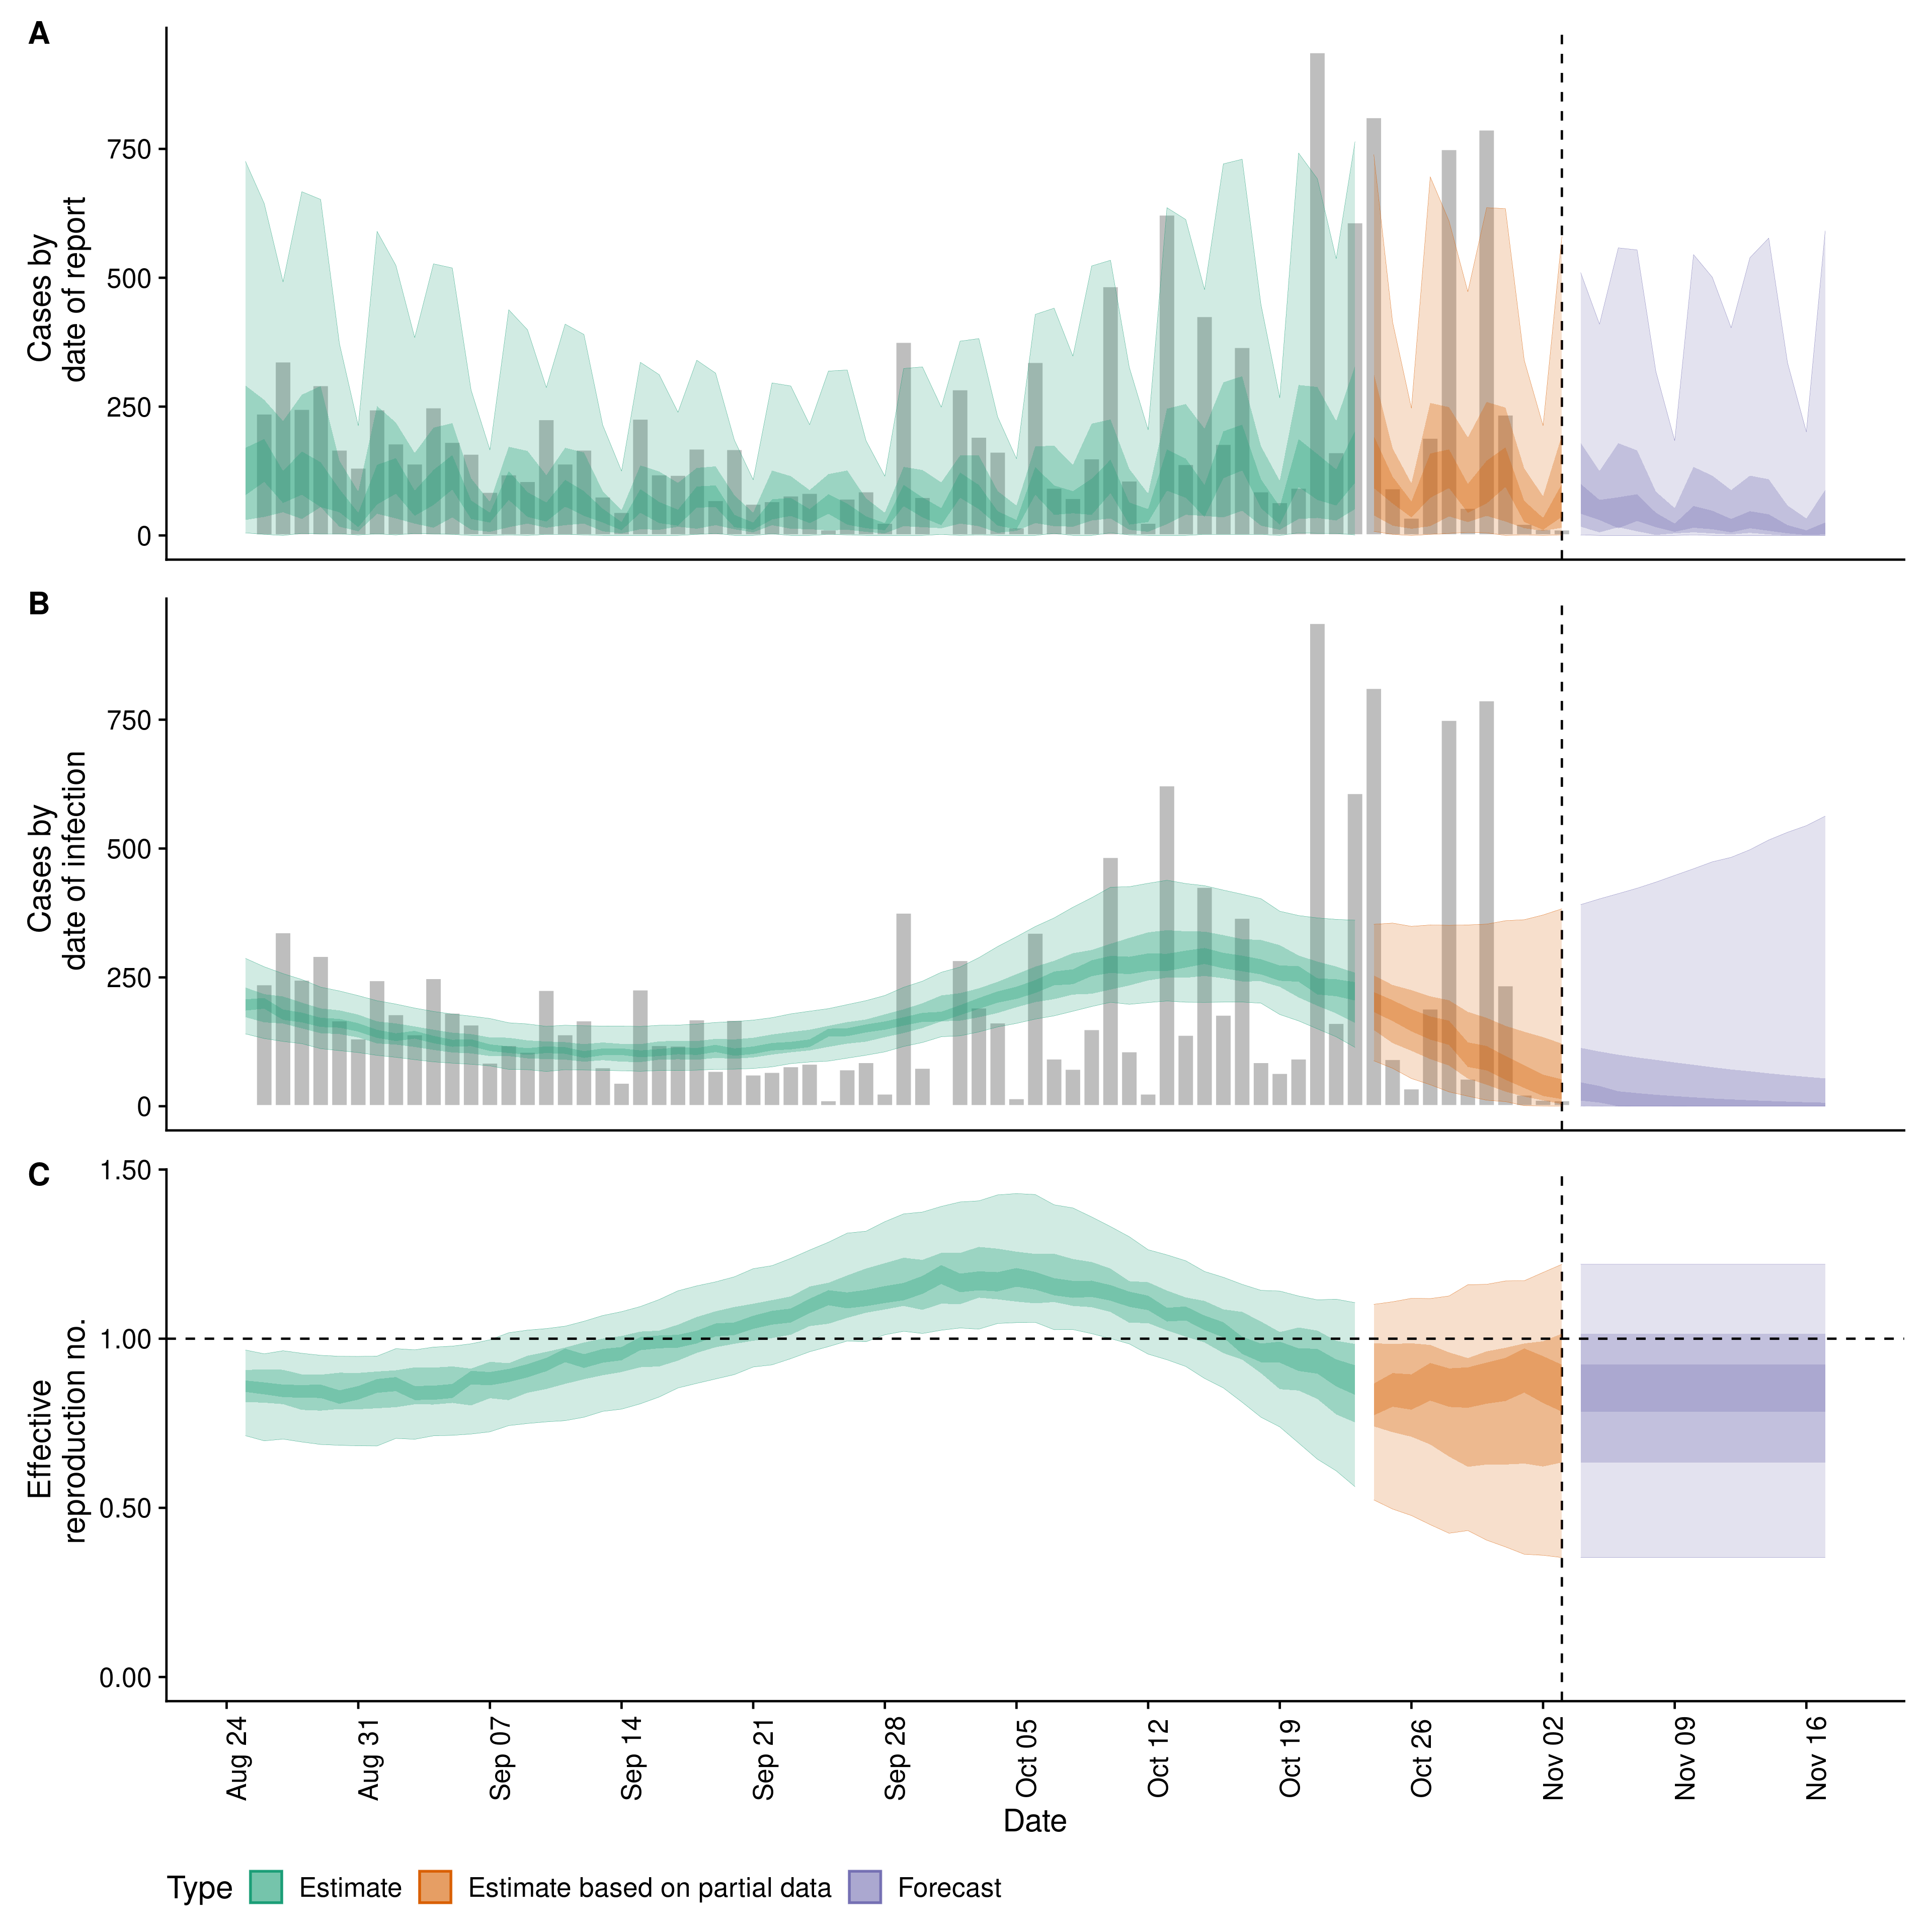 A
Cases by
date of report
750
500
250
0
B
Cases by
date of infection
750
500
250
0
C
Effective
reproduction no.
1.50
1.00
0.50
0.00
Aug 24
Aug 31
Sep 07
Sep 14
Sep 21
Sep 28
Oct 05
Oct 12
Oct 19
Oct 26
Nov 02
Nov 09
Nov 16
Date
Type Estimate Estimate based on partial data Forecast